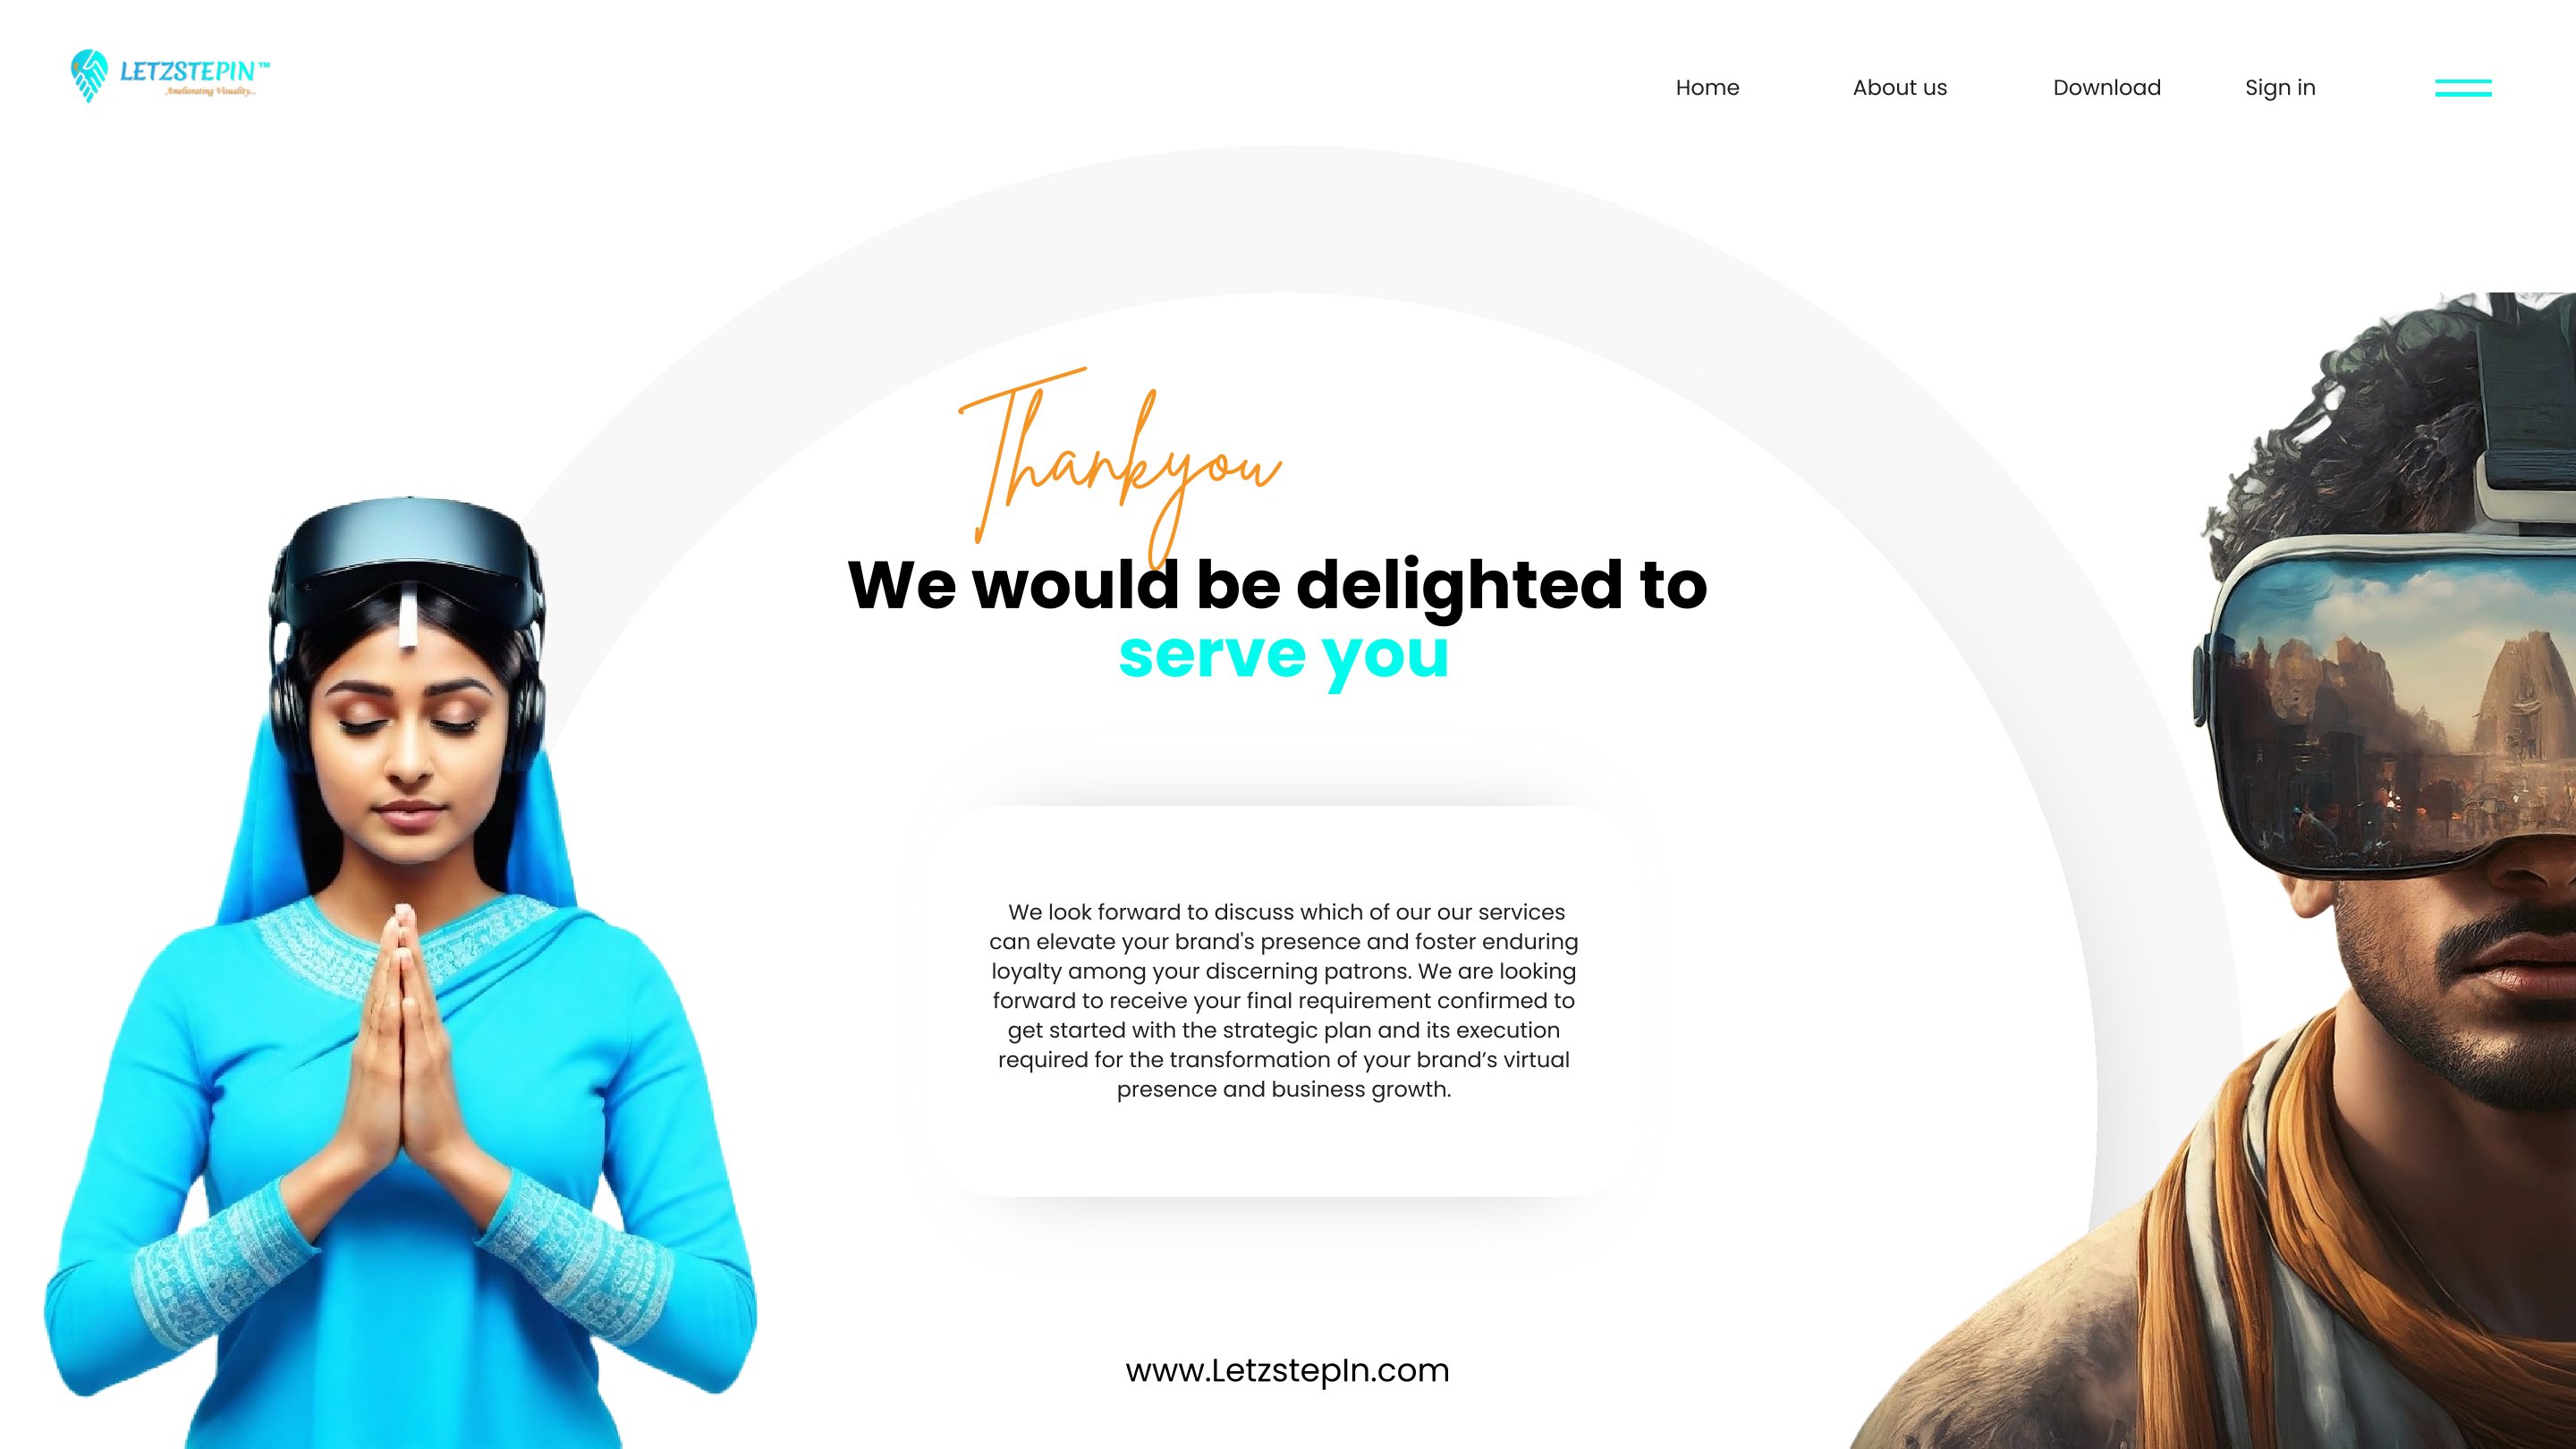 LETZSTEPIN™
Ameliorating Visuality...
Home
About us
Download
Sign in
Thankyou
We would be delighted to
serve you
We look forward to discuss which of our our services
can elevate your brand's presence and foster enduring
loyalty among your discerning patrons. We are looking
forward to receive your final requirement confirmed to
get started with the strategic plan and its execution
required for the transformation of your brand’s virtual
presence and business growth.
www.LetzstepIn.com